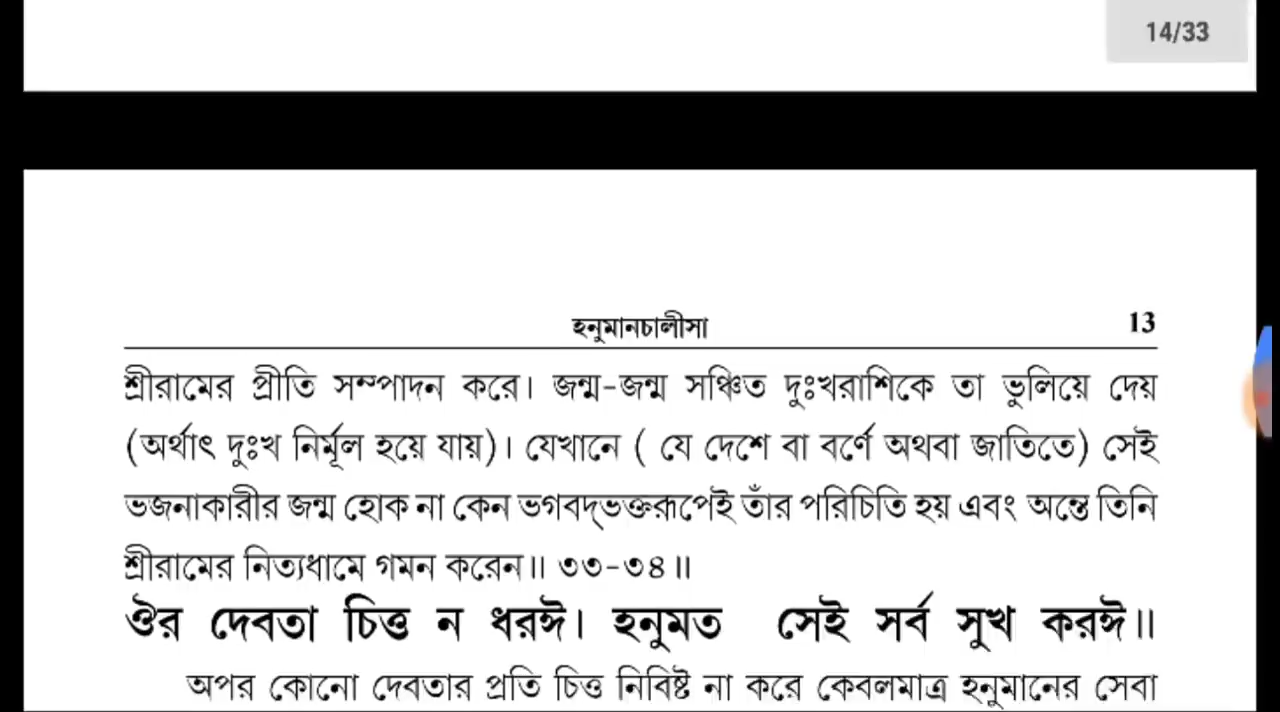 14/33
হনুমানচালীসা 13
শ্রীরামের প্রীতি সম্পাদন করে। জন্ম-জন্ম সঞ্চিত দুঃখরাশিকে তা ভুলিয়ে দেয়
(অর্থাৎ দুঃখ নির্মূল হয়ে যায়)। যেখানে ( যে দেশে বা বর্ণে অথবা জাতিতে) সেই
ভজনাকারীর জন্ম হোক না কেন ভগবদ্‌ভক্তরূপেই তাঁর পরিচিতি হয় এবং অন্তে তিনি
শ্রীরামের নিত্যধামে গমন করেন॥ ৩৩-৩৪॥
ঔর দেবতা চিত্ত ন ধরঈ। হনুমত সেই সর্ব সুখ করঈ॥
অপর কোনো দেবতার প্রতি চিত্ত নিবিষ্ট না করে কেবলমাত্র হনুমানের সেবা